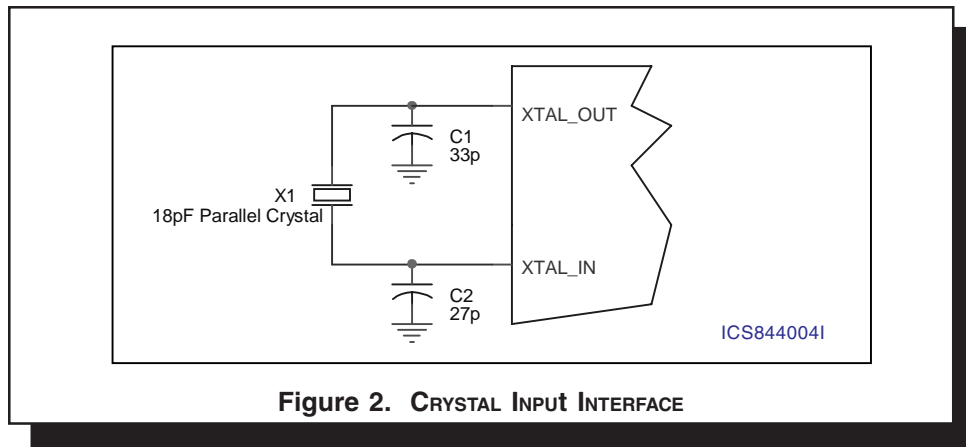 XTAL_OUT
C1
33p
X1
18pF Parallel Crystal
XTAL_IN
C2
27p
ICS844004I
Figure 2. CRYSTAL INPUt INTERFACE